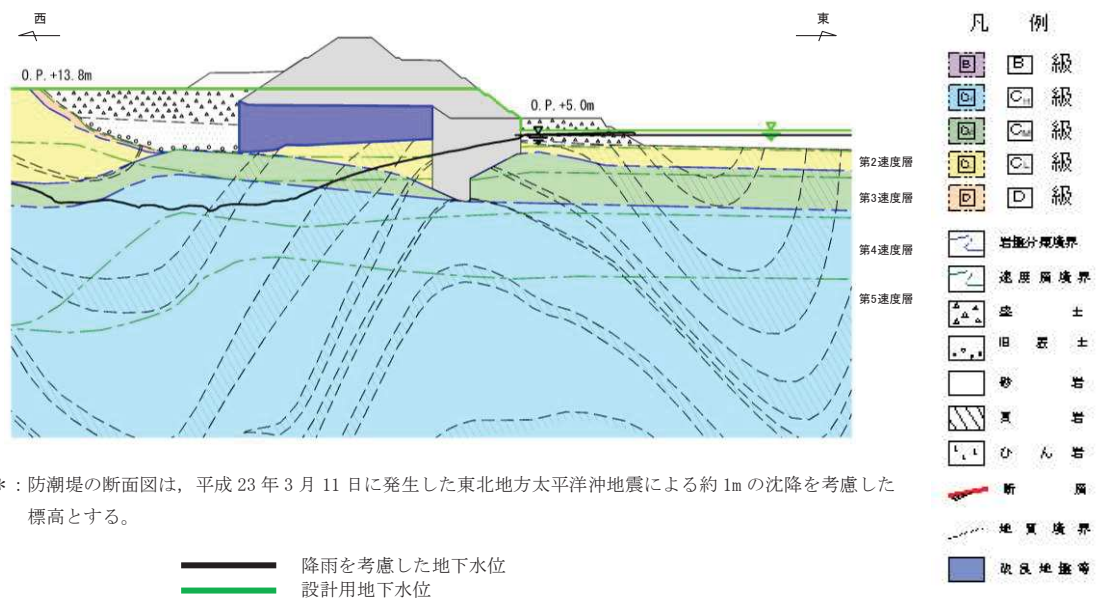 西
東
O.P.+13.8m
O.P.+5.0m
第2速度層
第3速度層
第4速度層
第5速度層
凡 例
B B 級
CH CH 級
CM CM 級
CL CL 級
D D 級
岩盤分類境界
速度層境界
盛 土
旧 表 土
砂 岩
頁 岩
ひ ん 岩
断 層
地 質 境 界
改 良 地 盤 等
*:防潮堤の断面図は,平成 23 年 3 月 11 日に発生した東北地方太平洋沖地震による約 1m の沈降を考慮した
標高とする。
降雨を考慮した地下水位
設計用地下水位